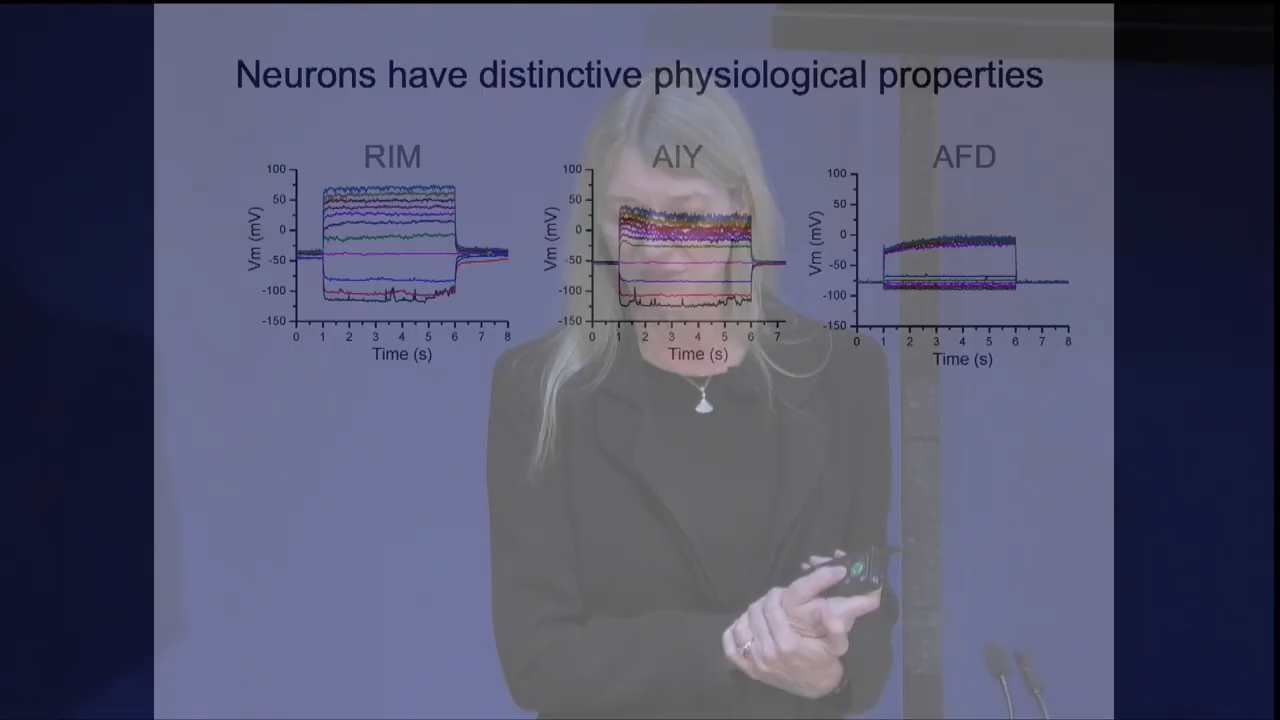 Neurons have distinctive physiological properties
RIM
AIY
AFD
Vm (mV)
100
50
0
-50
-100
-150
0 1 2 3 4 5 6 7 8
Time (s)
Vm (mV)
100
50
0
-50
-100
-150
0 1 2 3 4 5 6 7
Time (s)
Vm (mV)
100
50
0
-50
-100
-150
0 1 2 3 4 5 6 7 8
Time (s)